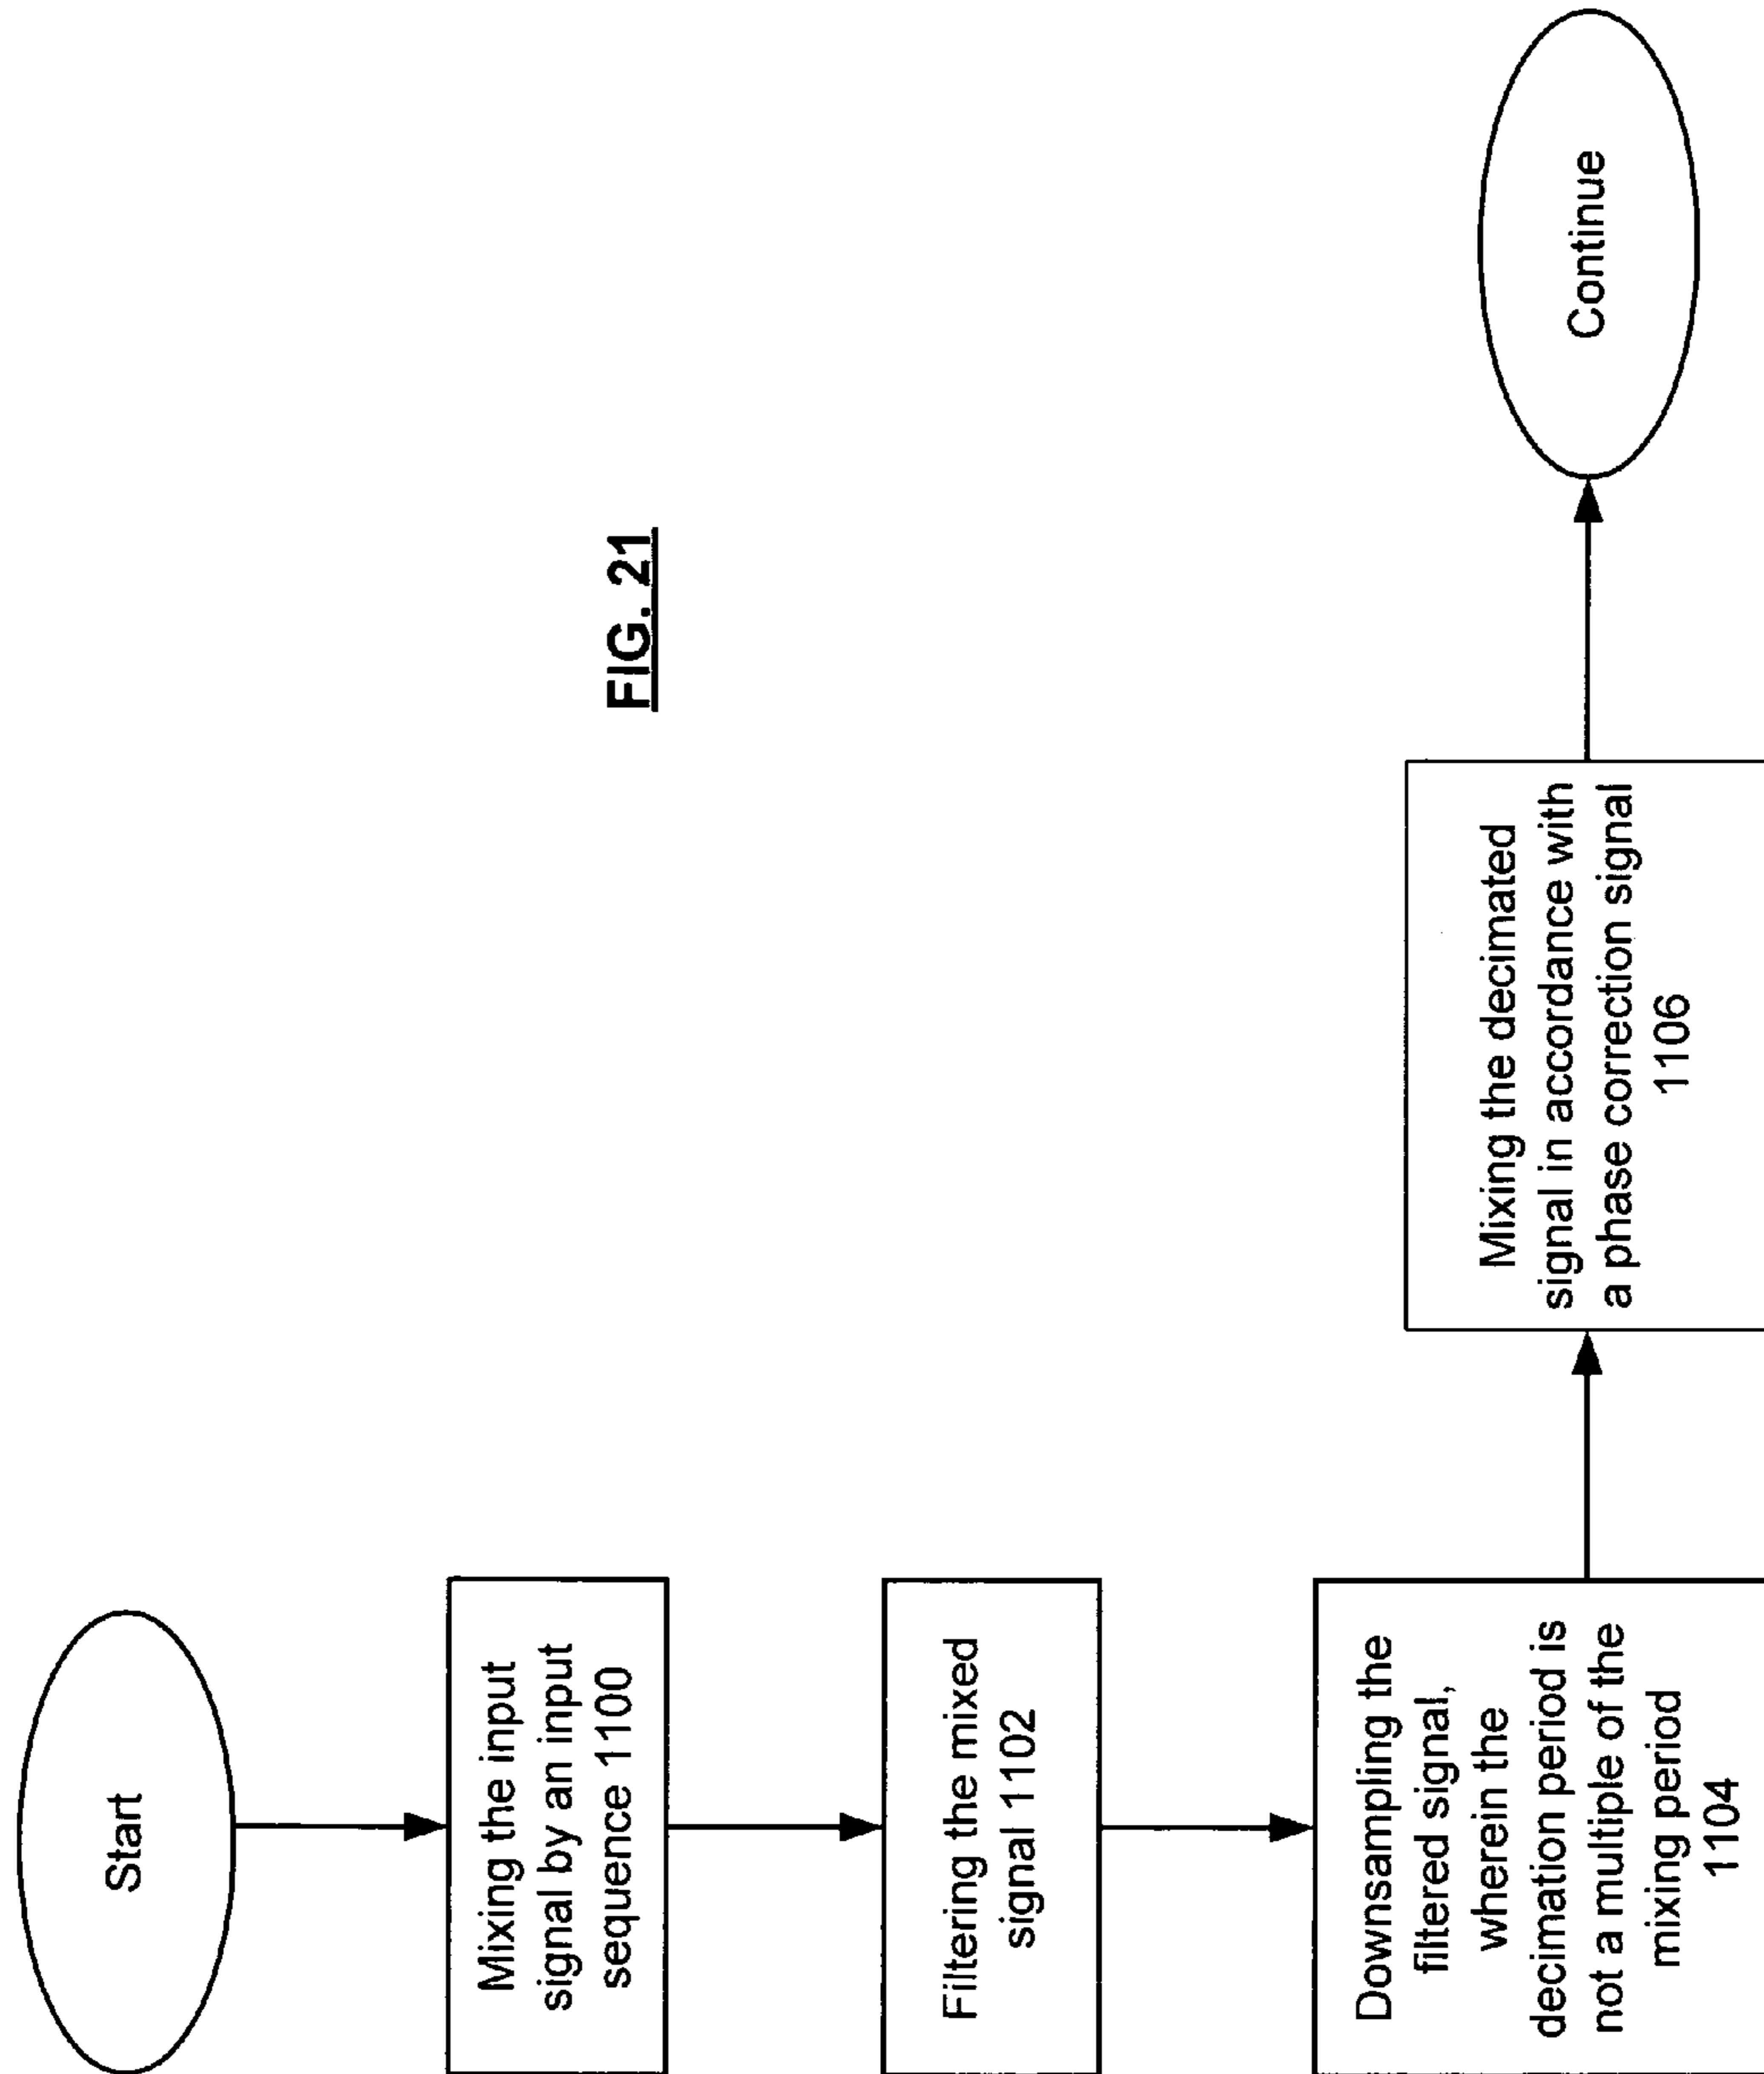 Start
Mixing the input
signal by an input
sequence 1100
Filtering the mixed
signal 1102
Downsampling the
filtered signal,
wherein the
decimation period is
not a multiple of the
mixing period
1104
Mixing the decimated
signal in accordance with
a phase correction signal
1106
Continue
FIG. 21